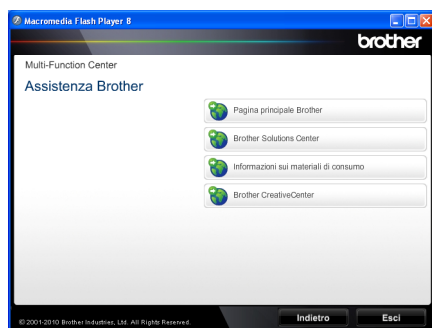 Macromedia Flash Player 8
brother
Multi-Function Center
Assistenza Brother
Pagina principale Brother
Brother Solutions Center
Informazioni sui materiali di consumo
Brother CreativeCenter
© 2001-2010 Brother Industries, Ltd. All Rights Reserved.
Indietro
Esci